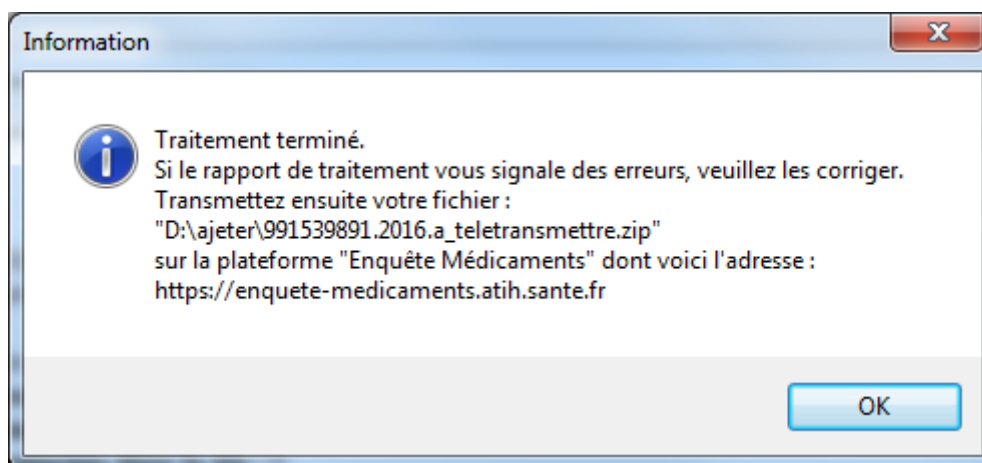 Information
Traitement terminé.
Si le rapport de traitement vous signale des erreurs, veuillez les corriger.
Transmettez ensuite votre fichier :
"D:\ajeter\991539891.2016.a_teletransmettre.zip"
sur la plateforme "Enquête Médicaments" dont voici l'adresse :
https://enquete-medicaments.atih.sante.fr
OK